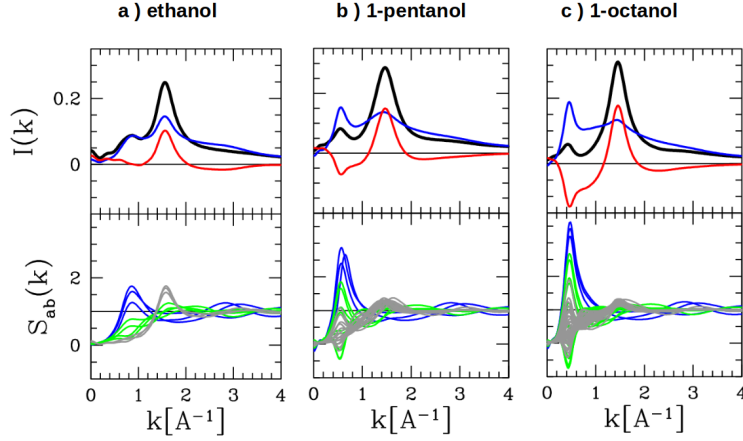 a ) ethanol
b ) 1-pentanol
c ) 1-octanol
I(k)
0.2
0
S_ab(k)
2
0
0 1 2 3 4
0 1 2 3 4
0 1 2 3 4
k[A⁻¹]
k[A⁻¹]
k[A⁻¹]